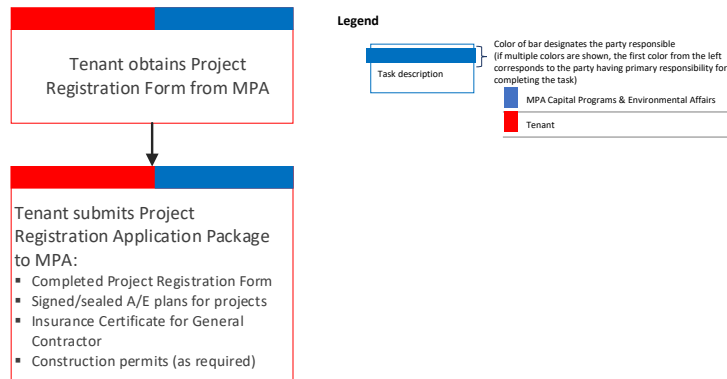 Tenant obtains Project
Registration Form from MPA
Tenant submits Project
Registration Application Package
to MPA:
▪ Completed Project Registration Form
▪ Signed/sealed A/E plans for projects
▪ Insurance Certificate for General
Contractor
▪ Construction permits (as required)
Legend
Task description
Color of bar designates the party responsible
(if multiple colors are shown, the first color from the left
corresponds to the party having primary responsibility for
completing the task)
MPA Capital Programs & Environmental Affairs
Tenant